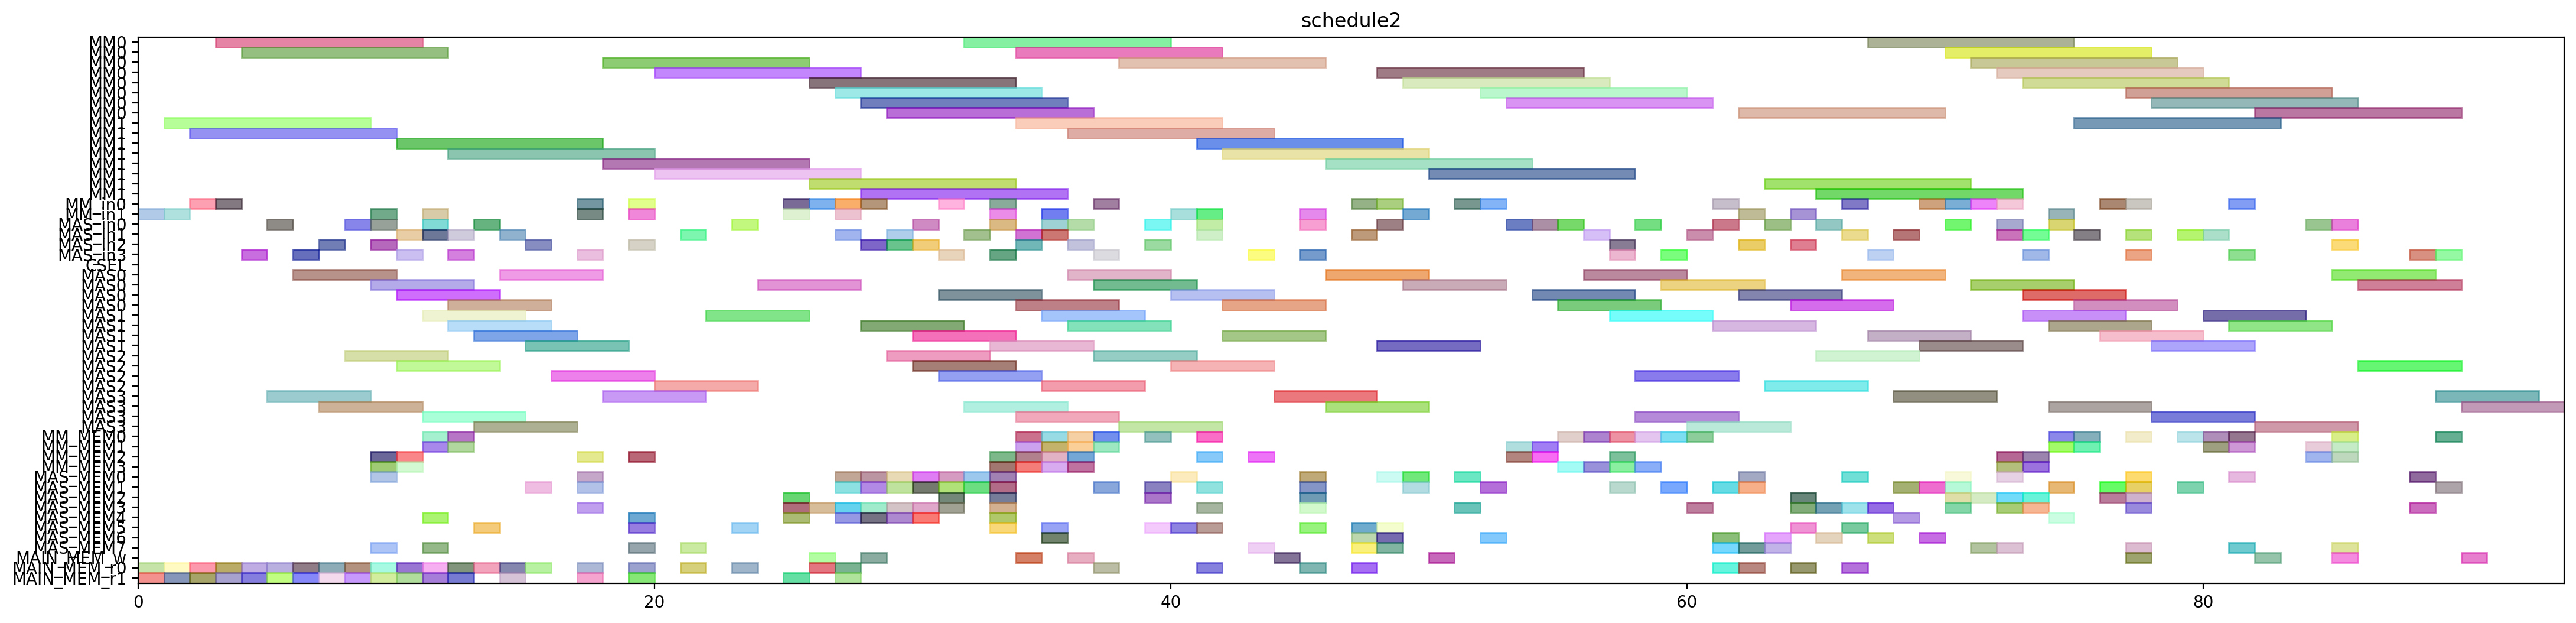 schedule2
MM0
MM0
MM0
MM0
MM0
MM0
MM0
MM0
MM1
MM1
MM1
MM1
MM1
MM1
MM1
MM1
MM_in0
MM_in1
MAS_in0
MAS_in1
MAS_in2
MAS_in3
CSEL
MAS0
MAS0
MAS0
MAS0
MAS1
MAS1
MAS1
MAS1
MAS2
MAS2
MAS2
MAS2
MAS3
MAS3
MAS3
MAS3
MM_MEM0
MM_MEM1
MM_MEM2
MM_MEM3
MAS_MEM0
MAS_MEM1
MAS_MEM2
MAS_MEM3
MAS_MEM4
MAS_MEM5
MAS_MEM6
MAS_MEM7
MAIN_MEM_w
MAIN_MEM_r0
MAIN_MEM_r1
0 20 40 60 80